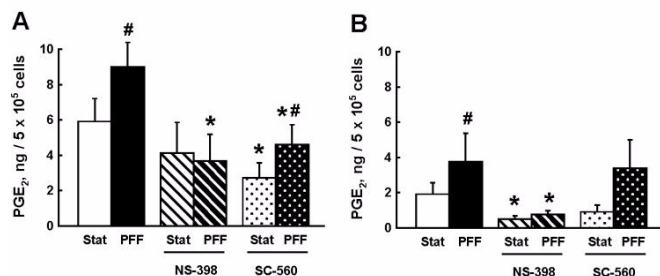 A
PGE2, ng / 5 x 10^5 cells
10
8
6
4
2
0
#
*
*
*#
Stat PFF Stat PFF Stat PFF
NS-398 SC-560
B
PGE2, ng / 5 x 10^5 cells
10
8
6
4
2
0
#
* *
Stat PFF Stat PFF Stat PFF
NS-398 SC-560